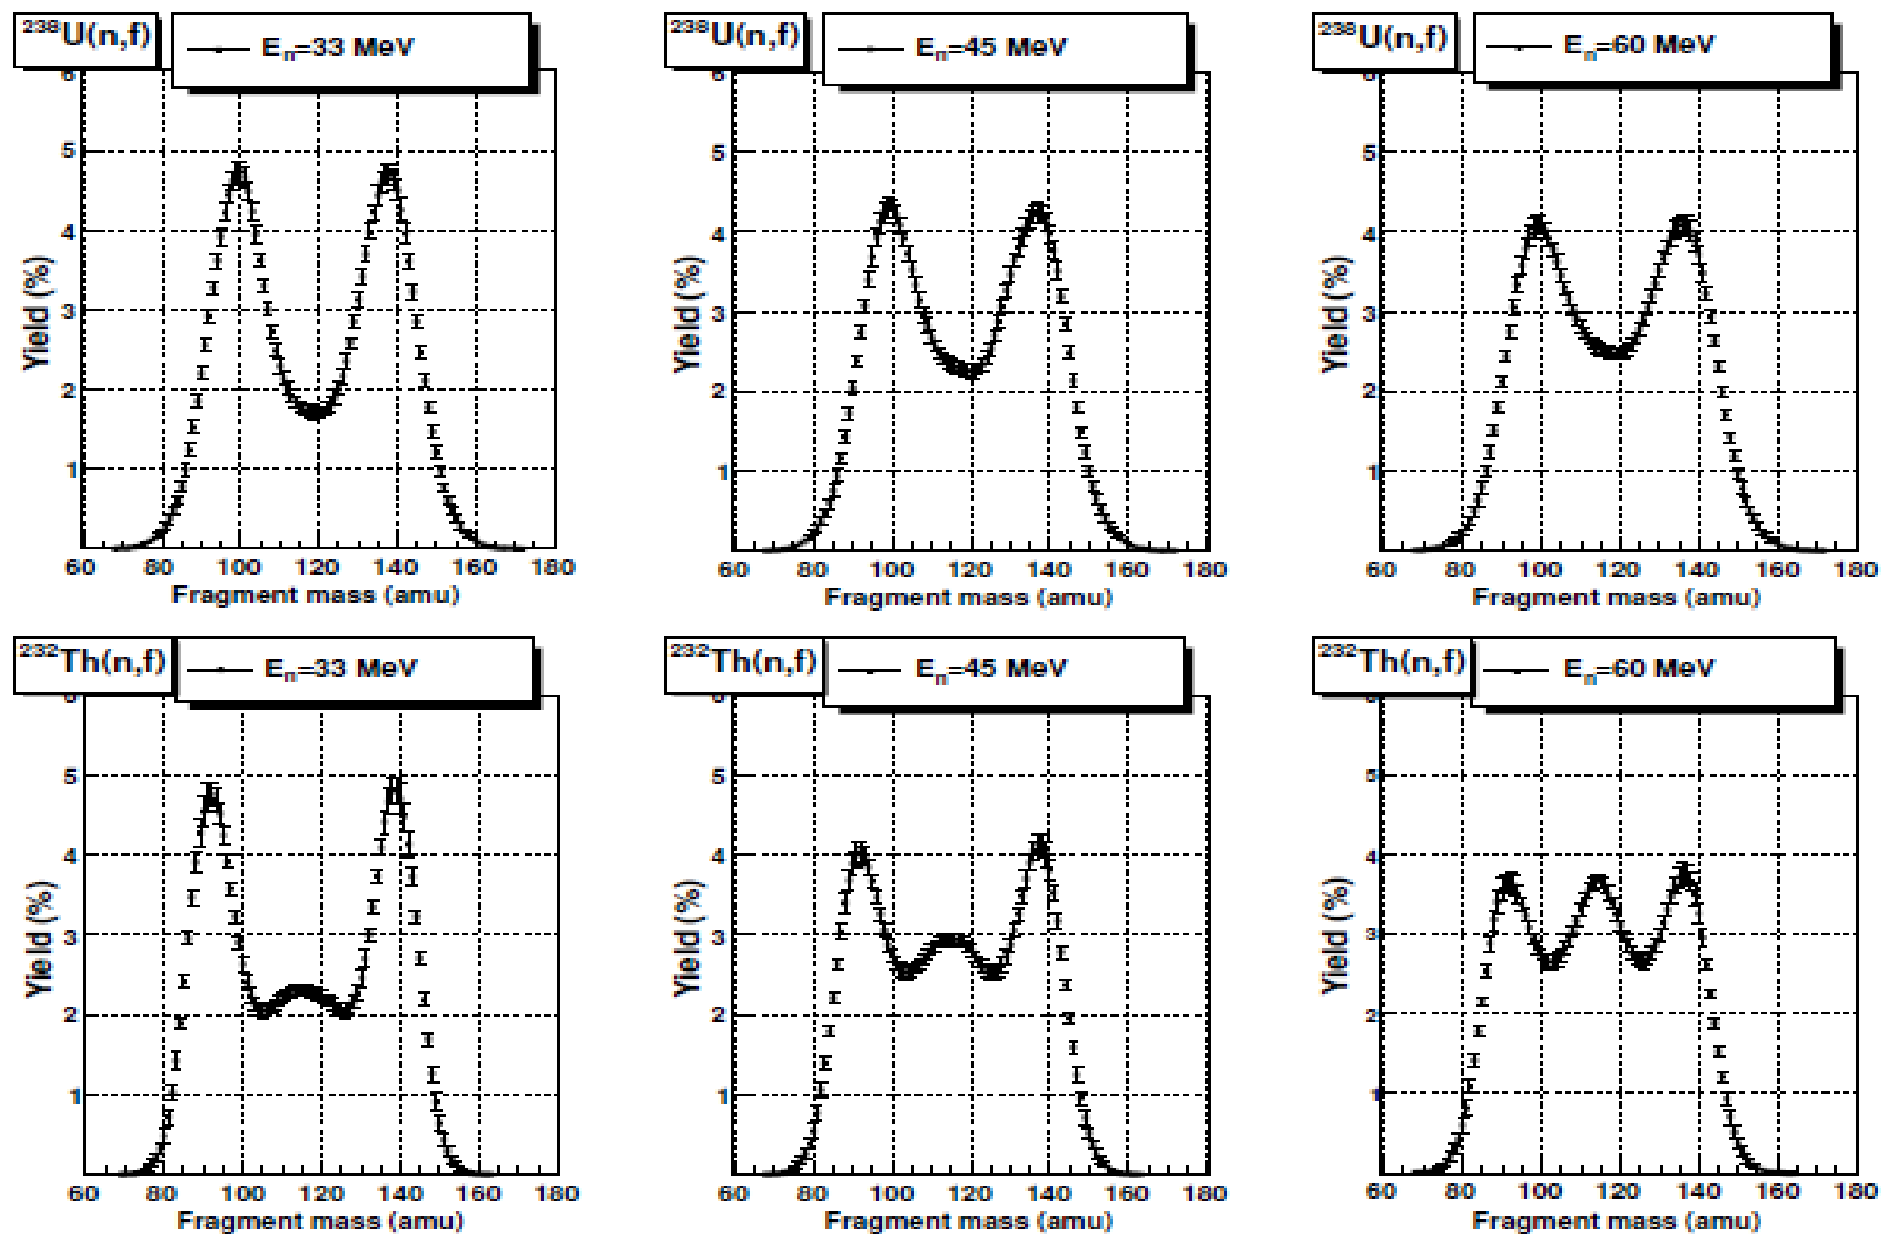 ²³⁸U(n,f) Eₙ=33 MeV
6
5
4
3
2
1
Yield (%)
60 80 100 120 140 160 180
Fragment mass (amu)
²³⁸U(n,f) Eₙ=45 MeV
6
5
4
3
2
1
Yield (%)
60 80 100 120 140 160 180
Fragment mass (amu)
²³⁸U(n,f) Eₙ=60 MeV
6
5
4
3
2
1
Yield (%)
60 80 100 120 140 160 180
Fragment mass (amu)
²³²Th(n,f) Eₙ=33 MeV
6
5
4
3
2
1
Yield (%)
60 80 100 120 140 160 180
Fragment mass (amu)
²³²Th(n,f) Eₙ=45 MeV
6
5
4
3
2
1
Yield (%)
60 80 100 120 140 160 180
Fragment mass (amu)
²³²Th(n,f) Eₙ=60 MeV
6
5
4
3
2
1
Yield (%)
60 80 100 120 140 160 180
Fragment mass (amu)